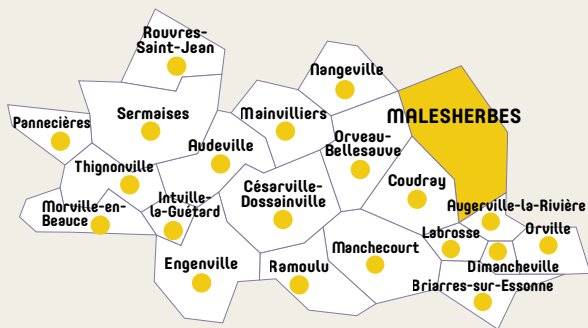 Rouvres-
Saint-Jean
Nangeville
Pannecières
Sermaises
Mainvilliers
MALESHERBES
Audeville
Orveau-
Bellesauve
Thignonville
Coudray
Morville-en-
Beauce
Intville-
la-Guétard
Césarville-
Dossainville
Augerville-la-Rivière
Labrosse
Orville
Engenville
Ramoulu
Manchecourt
Dimancheville
Briarres-sur-Essonne